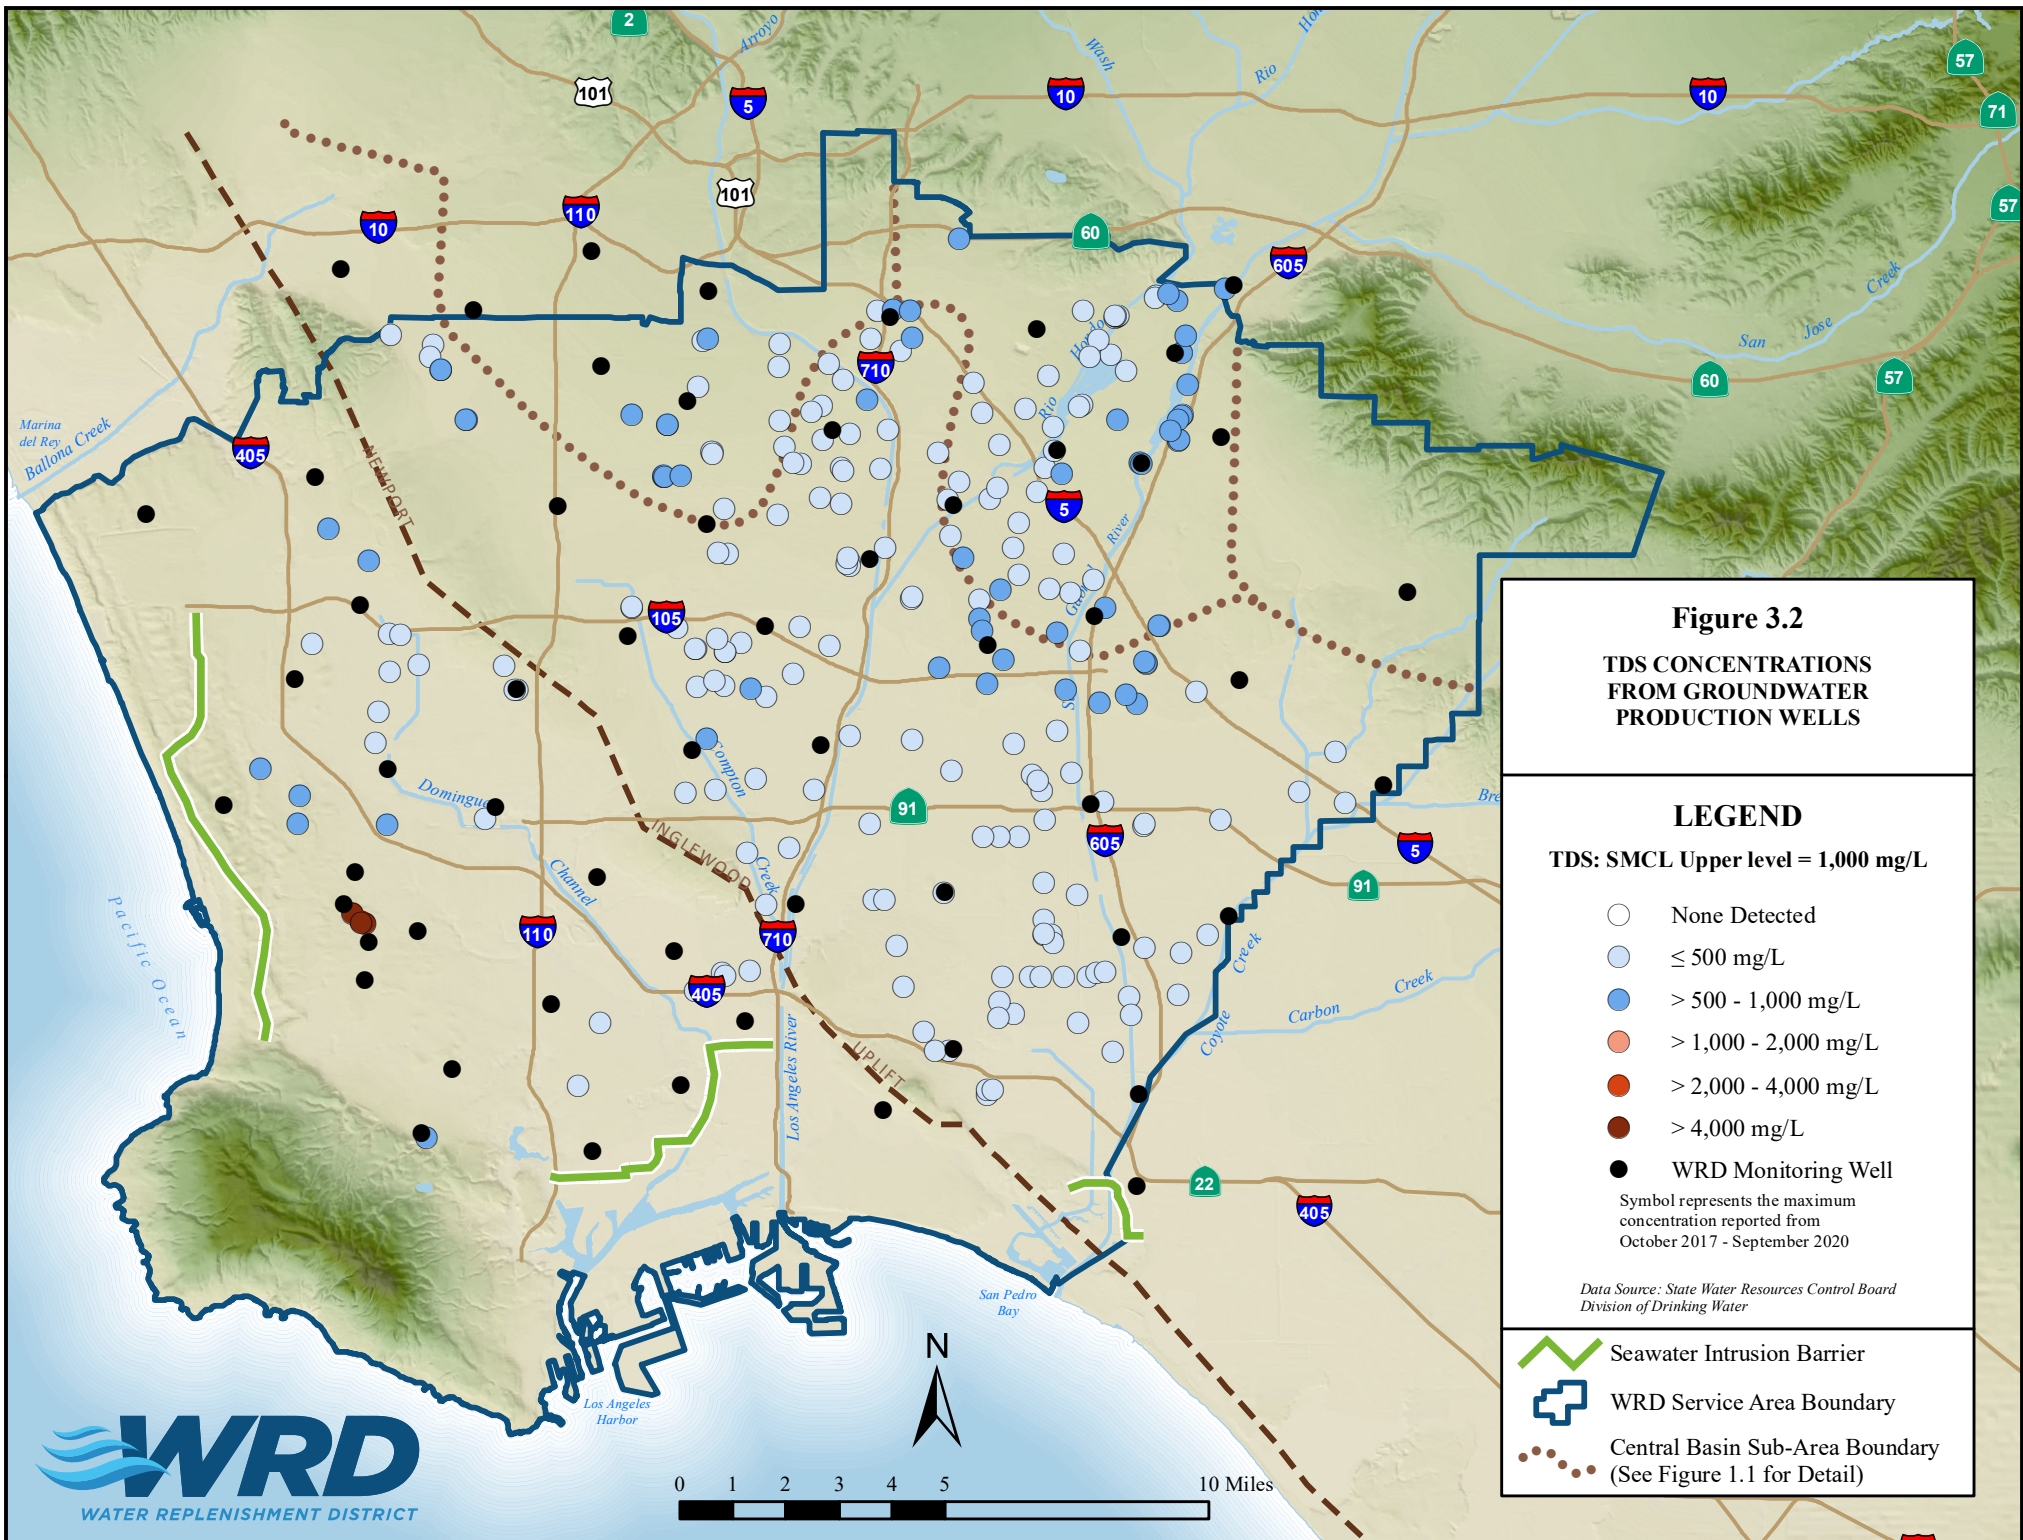 2
57
101
5
10
10
71
Arroyo
Wash
Rio
Hon
101
57
10
110
60
605
Creek
Jose
San
Hondo
710
60
57
Marina
del Rey
Ballona Creek
405
Rio
NEWPORT
5
River
Gabriel
105
S
Compton
Creek
Dominguez
Channel
91
INGLEWOOD
605
Bre
5
91
110
710
Pacific Ocean
405
Creek
Coyote
Carbon
Creek
Los Angeles River
UPLIFT
22
405
San Pedro
Bay
Los Angeles
Harbor
N
0 1 2 3 4 5 10 Miles
WRD
WATER REPLENISHMENT DISTRICT
Figure 3.2
TDS CONCENTRATIONS
FROM GROUNDWATER
PRODUCTION WELLS
LEGEND
TDS: SMCL Upper level = 1,000 mg/L
None Detected
≤ 500 mg/L
> 500 - 1,000 mg/L
> 1,000 - 2,000 mg/L
> 2,000 - 4,000 mg/L
> 4,000 mg/L
WRD Monitoring Well
Symbol represents the maximum
concentration reported from
October 2017 - September 2020
Data Source: State Water Resources Control Board
Division of Drinking Water
Seawater Intrusion Barrier
WRD Service Area Boundary
Central Basin Sub-Area Boundary
(See Figure 1.1 for Detail)